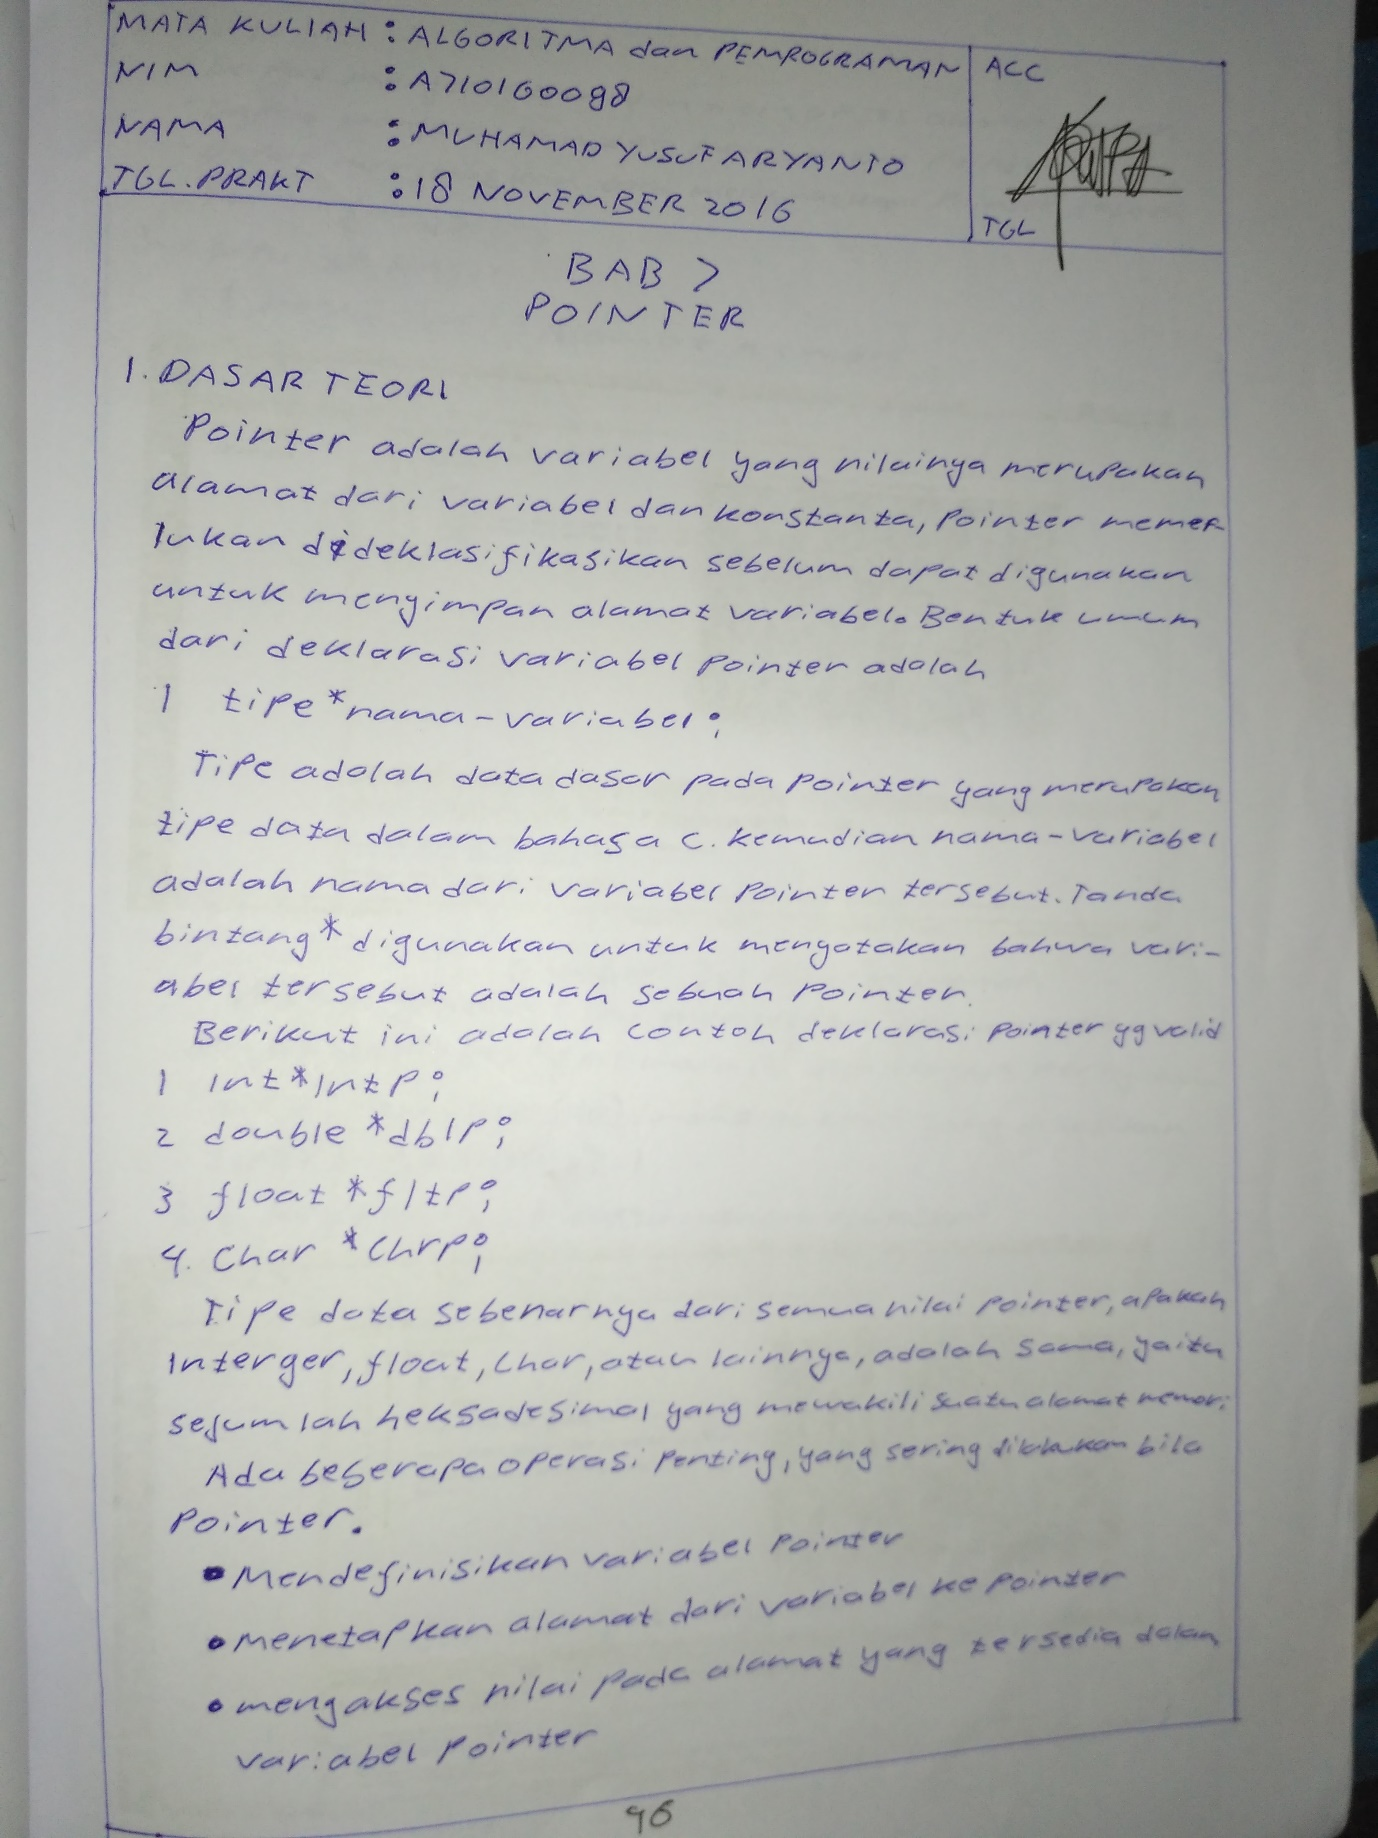 MATA KULIAH : ALGORITMA dan PEMPROGRAMAN
ACC
NIM : A710160098
NAMA : MUHAMAD YUSUF ARYANTO
TGL. PRAKT : 18 NOVEMBER 2016
TGL
BAB 7
POINTER
1. DASAR TEORI
Pointer adalah variabel yang nilainya merupakan
alamat dari variabel dan konstanta, Pointer memer
lukan dideklasifikasikan sebelum dapat digunakan
untuk mengimpan alamat variabel. Bentuk umum
dari deklarasi variabel Pointer adalah
1 tipe *nama-variabel;
Tipe adalah data dasar pada pointer yang merupakan
tipe data dalam bahasa C. kemudian nama-variabel
adalah nama dari variabel Pointer tersebut. Tanda
bintang * digunakan untuk mengatakan bahwa vari-
abel tersebut adalah sebuah Pointer.
Berikut ini adalah contoh deklarasi pointer yg valid
1 int *intP;
2 double *dblP;
3 float *fltP;
4. Char *ChrP;
Tipe data sebenarnya dari semua nilai pointer, apakah
Interger, float, Char, atau lainnya, adalah sama, yaitu
sejumlah heksadesimal yang mewakili suatu alamat memori
Ada beberapa operasi Penting, yang sering dilakukan bila
Pointer.
• Mendefinisikan variabel Pointer
• Menetapkan alamat dari variabel ke Pointer
• mengakses nilai pada alamat yang tersedia dalam
variabel Pointer
46